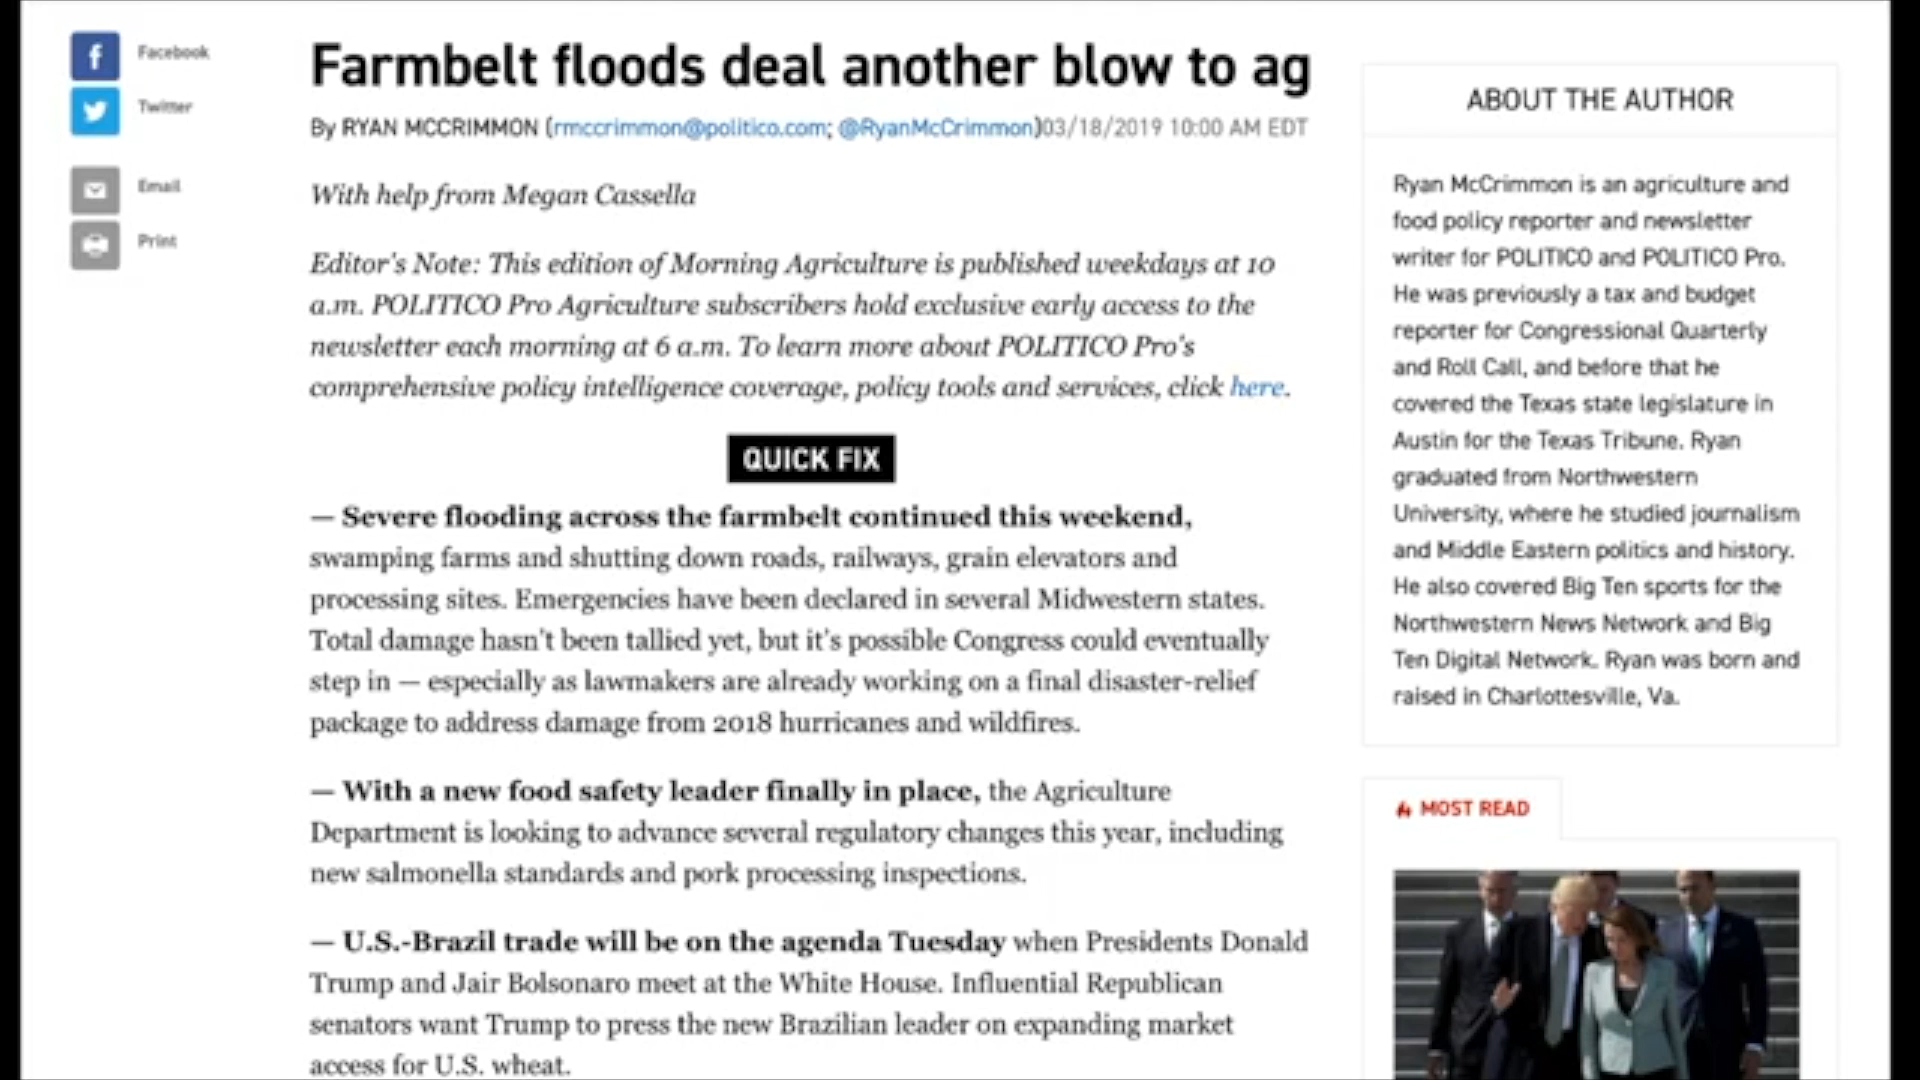 Facebook
Twitter
Email
Print
Farmbelt floods deal another blow to ag
By RYAN MCCRIMMON (rmccrimmon@politico.com; @RyanMcCrimmon)03/18/2019 10:00 AM EDT
With help from Megan Cassella
Editor's Note: This edition of Morning Agriculture is published weekdays at 10
a.m. POLITICO Pro Agriculture subscribers hold exclusive early access to the
newsletter each morning at 6 a.m. To learn more about POLITICO Pro's
comprehensive policy intelligence coverage, policy tools and services, click here.
QUICK FIX
— Severe flooding across the farmbelt continued this weekend,
swamping farms and shutting down roads, railways, grain elevators and
processing sites. Emergencies have been declared in several Midwestern states.
Total damage hasn't been tallied yet, but it's possible Congress could eventually
step in — especially as lawmakers are already working on a final disaster-relief
package to address damage from 2018 hurricanes and wildfires.
— With a new food safety leader finally in place, the Agriculture
Department is looking to advance several regulatory changes this year, including
new salmonella standards and pork processing inspections.
— U.S.-Brazil trade will be on the agenda Tuesday when Presidents Donald
Trump and Jair Bolsonaro meet at the White House. Influential Republican
senators want Trump to press the new Brazilian leader on expanding market
access for U.S. wheat.
ABOUT THE AUTHOR
Ryan McCrimmon is an agriculture and
food policy reporter and newsletter
writer for POLITICO and POLITICO Pro.
He was previously a tax and budget
reporter for Congressional Quarterly
and Roll Call, and before that he
covered the Texas state legislature in
Austin for the Texas Tribune. Ryan
graduated from Northwestern
University, where he studied journalism
and Middle Eastern politics and history.
He also covered Big Ten sports for the
Northwestern News Network and Big
Ten Digital Network. Ryan was born and
raised in Charlottesville, Va.
MOST READ